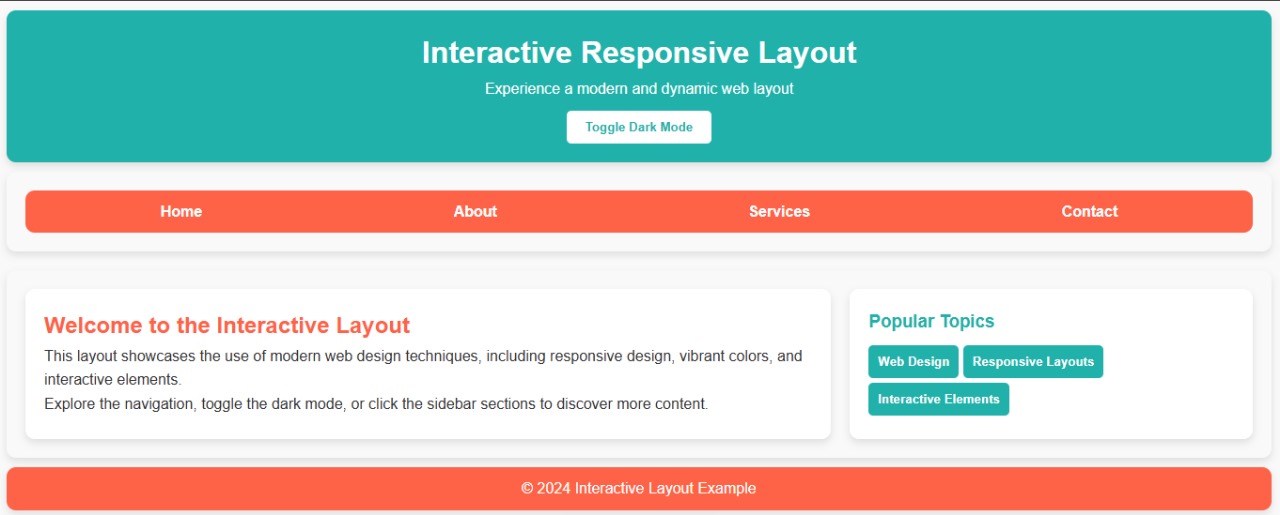 Interactive Responsive Layout
Experience a modern and dynamic web layout
Toggle Dark Mode
Home About Services Contact
Welcome to the Interactive Layout
This layout showcases the use of modern web design techniques, including responsive design, vibrant colors, and
interactive elements.
Explore the navigation, toggle the dark mode, or click the sidebar sections to discover more content.
Popular Topics
Web Design Responsive Layouts
Interactive Elements
© 2024 Interactive Layout Example